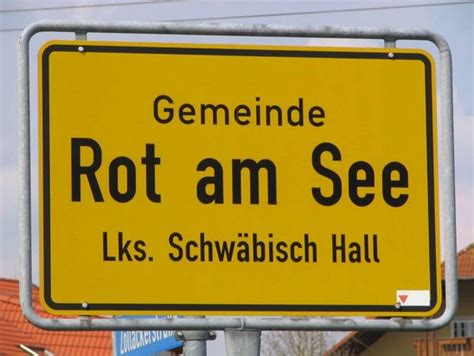 Gemeinde
Rot am See
Lks. Schwäbisch Hall